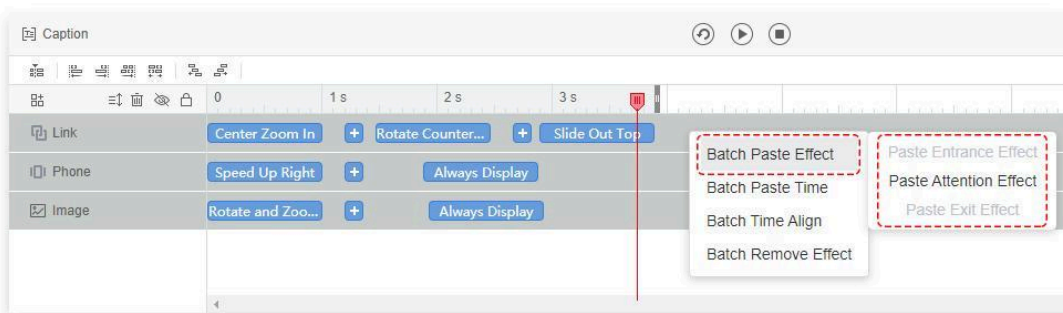 Caption
0 1 s 2 s 3 s
Link Center Zoom In + Rotate Counter... + Slide Out Top
Phone Speed Up Right + Always Display
Image Rotate and Zoo... + Always Display
Batch Paste Effect
Batch Paste Time
Batch Time Align
Batch Remove Effect
Paste Entrance Effect
Paste Attention Effect
Paste Exit Effect